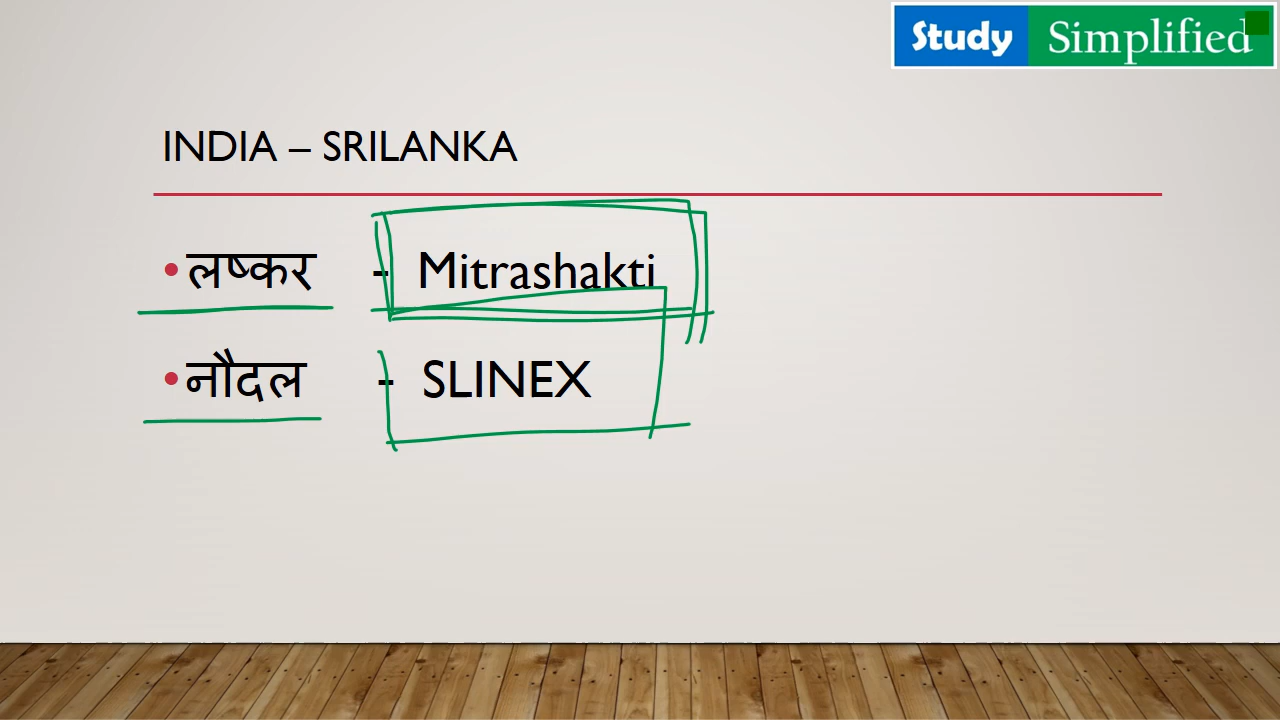 Study Simplified
INDIA – SRILANKA
•लष्कर - Mitrashakti
•नौदल - SLINEX